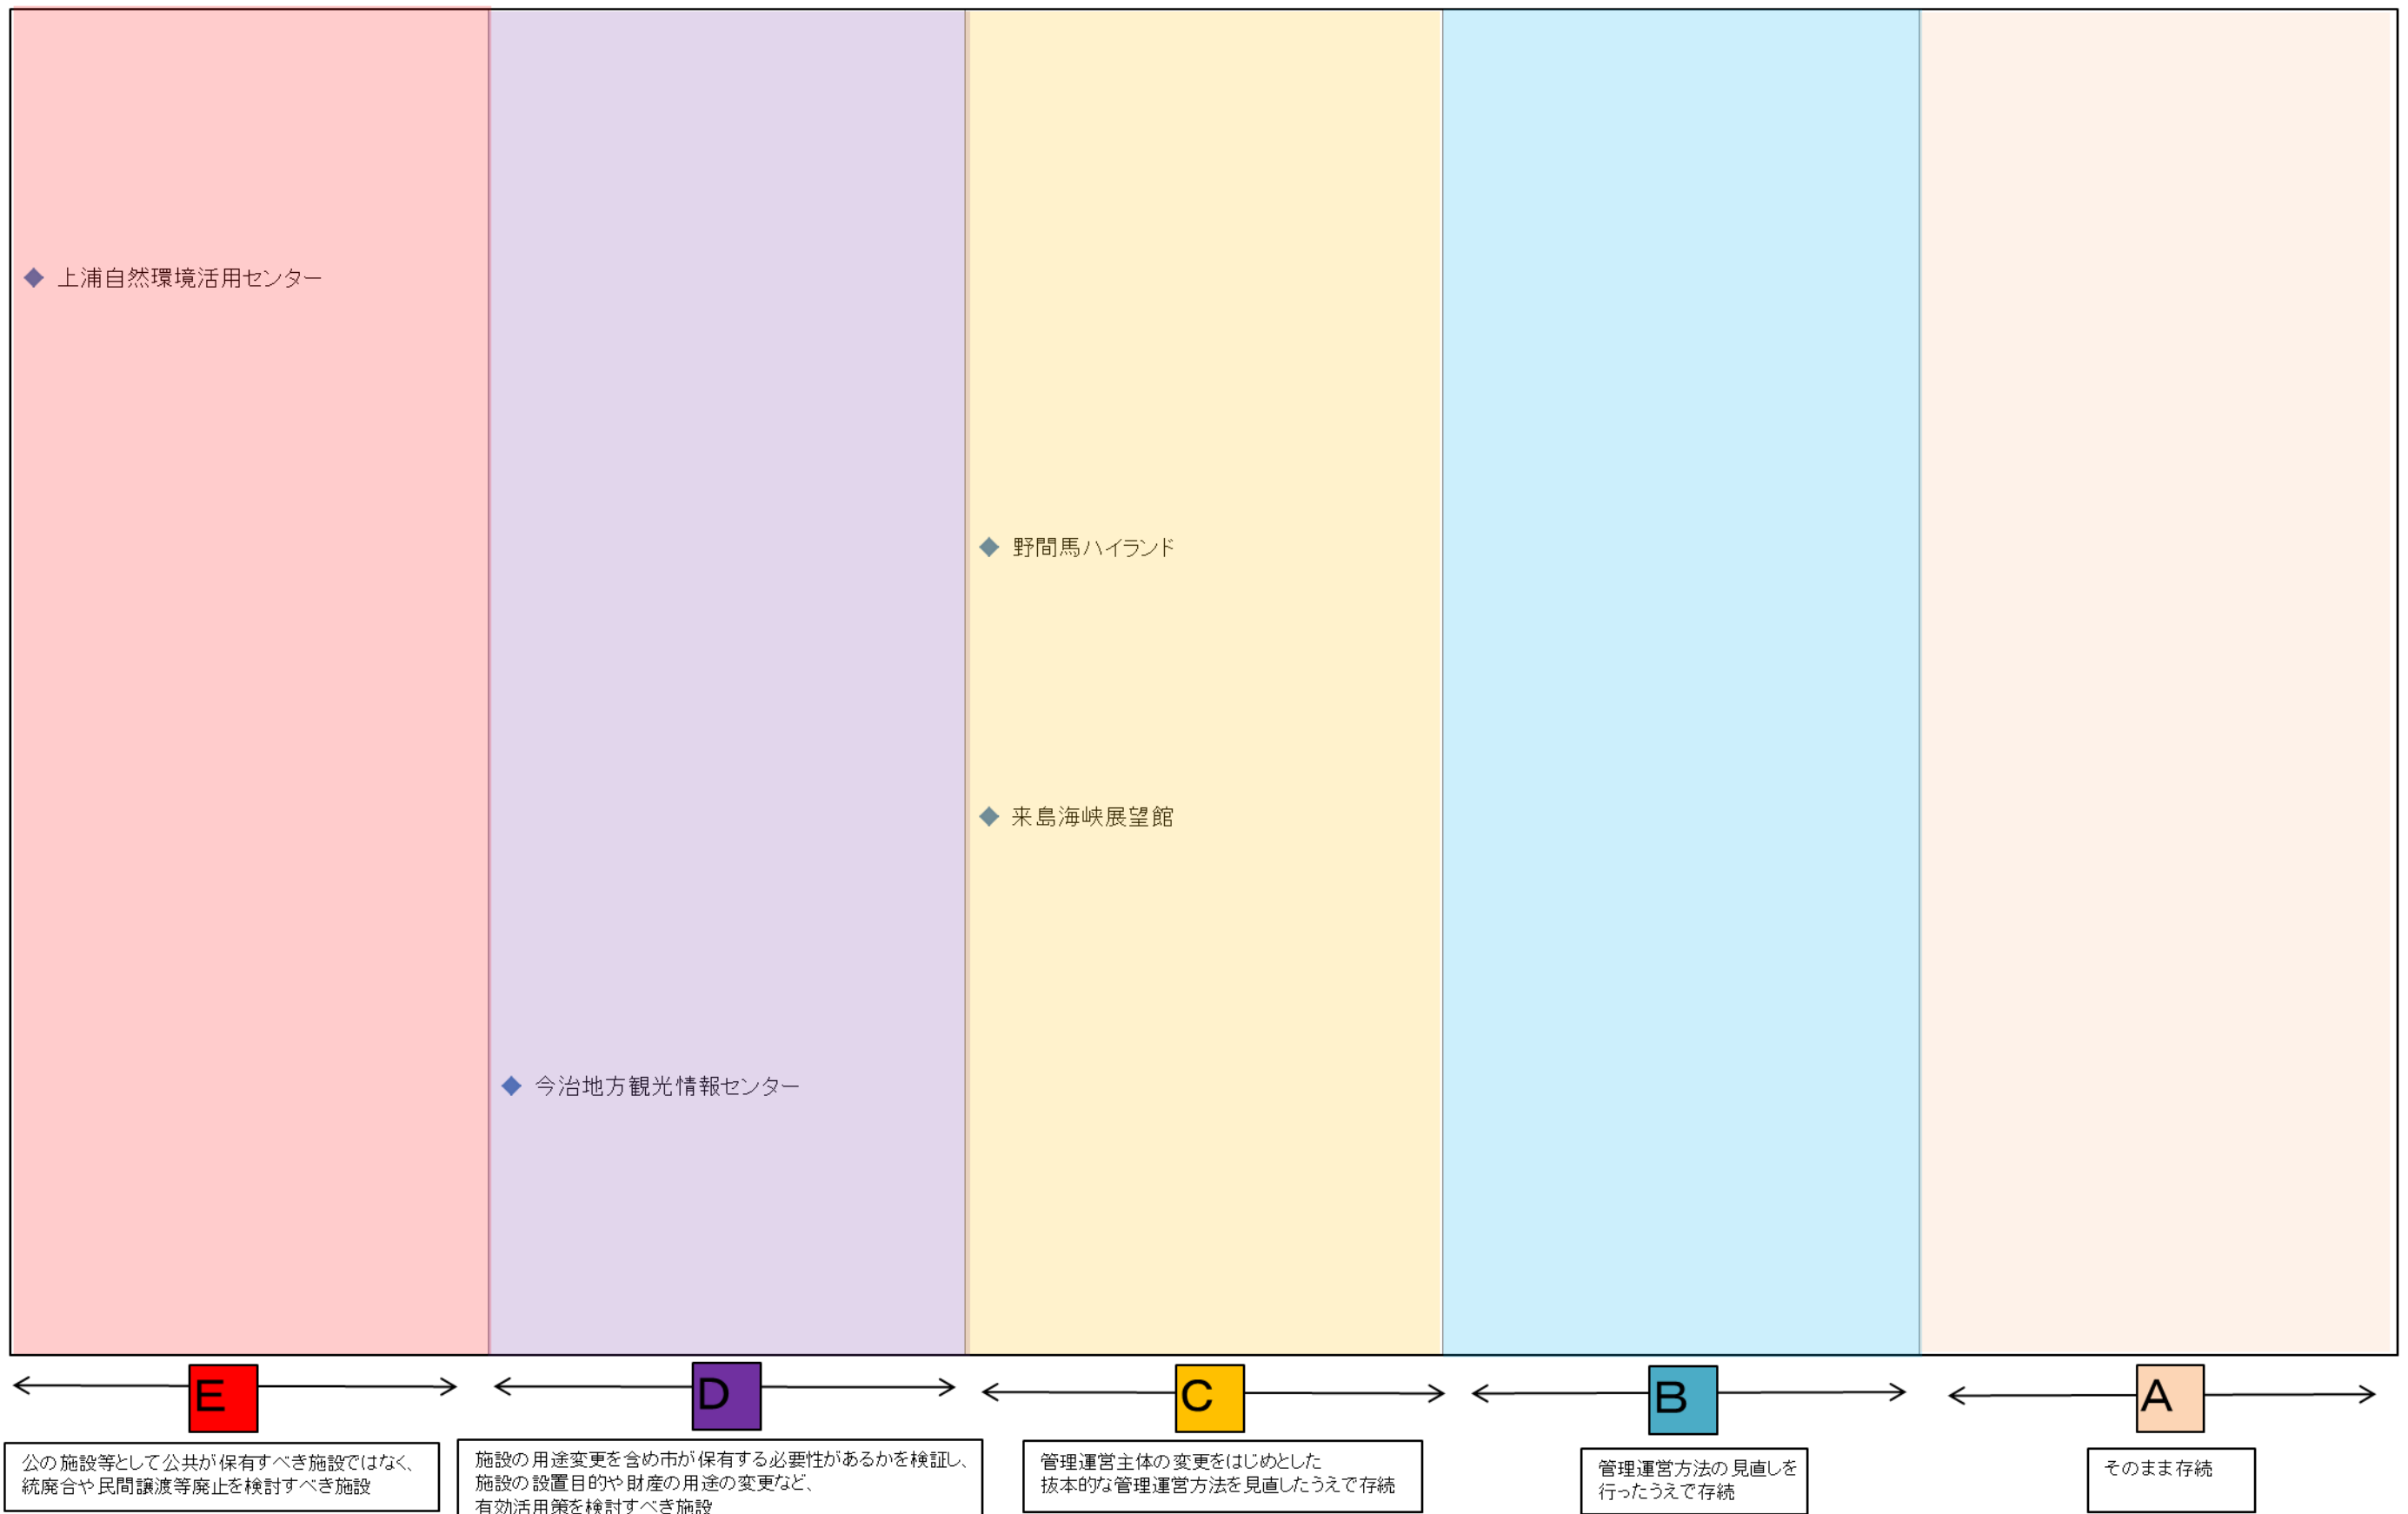 ◆ 上浦自然環境活用センター
◆ 野間馬ハイランド
◆ 来島海峡展望館
◆ 今治地方観光情報センター
E
D
C
B
A
公の施設等として公共が保有すべき施設ではなく、
統廃合や民間譲渡等廃止を検討すべき施設
施設の用途変更を含め市が保有する必要性があるかを検証し、
施設の設置目的や財産の用途の変更など、
有効活用策を検討すべき施設
管理運営主体の変更をはじめとした
抜本的な管理運営方法を見直したうえで存続
管理運営方法の見直しを
行ったうえで存続
そのまま存続